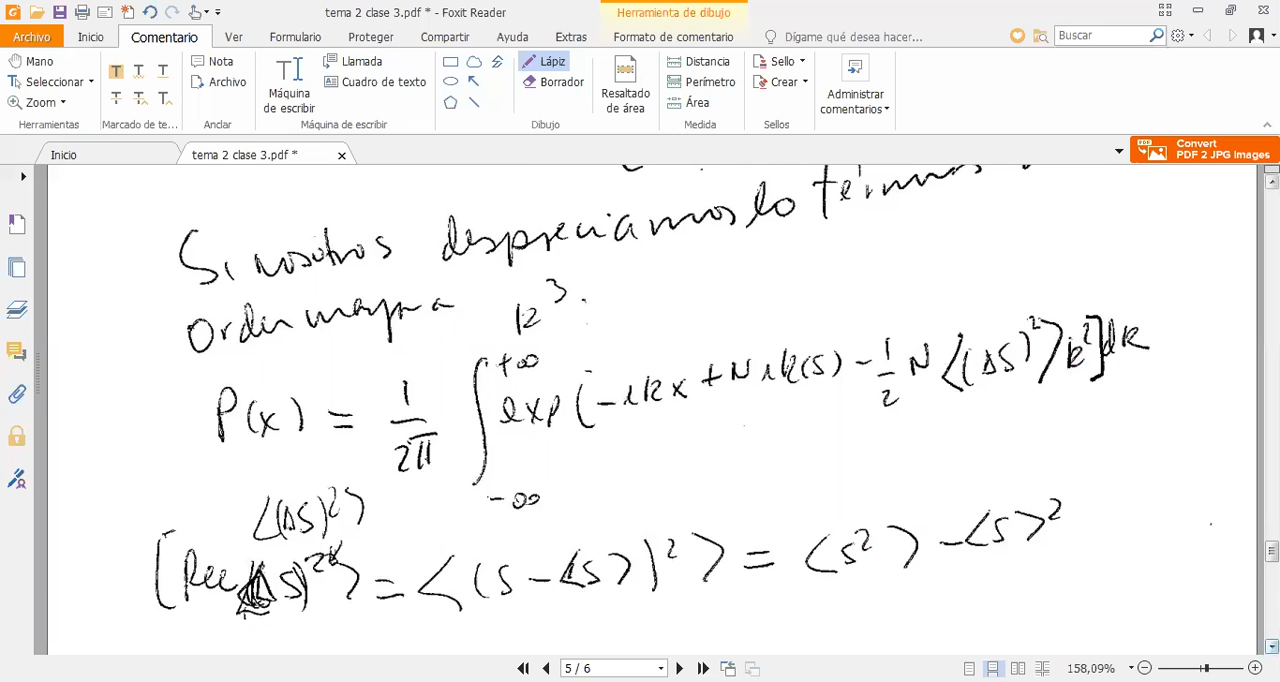 tema 2 clase 3.pdf * - Foxit Reader
Herramienta de dibujo
Archivo Inicio Comentario Ver Formulario Proteger Compartir Ayuda Extras Formato de comentario Dígame qué desea hacer... Buscar
Mano
Seleccionar
Zoom
Herramientas
Marcado de te...
Nota
Archivo
Anclar
Máquina de escribir
Llamada
Cuadro de texto
Máquina de escribir
Lápiz
Borrador
Dibujo
Resaltado de área
Distancia
Perímetro
Área
Medida
Sello
Crear
Sellos
Administrar comentarios
Inicio
tema 2 clase 3.pdf *
Convert
PDF 2 JPG Images
Si nosotros despreciamos lo términos
Orden k³.
P(x) = 1/2π ∫_{-∞}^{+∞} exp[-ikx + Nik⟨s⟩ - 1/2 N⟨(Δs)²⟩k²]dk
⟨(Δs)²⟩
= ⟨(s - ⟨s⟩)²⟩ = ⟨s²⟩ - ⟨s⟩²
5 / 6
158,09%